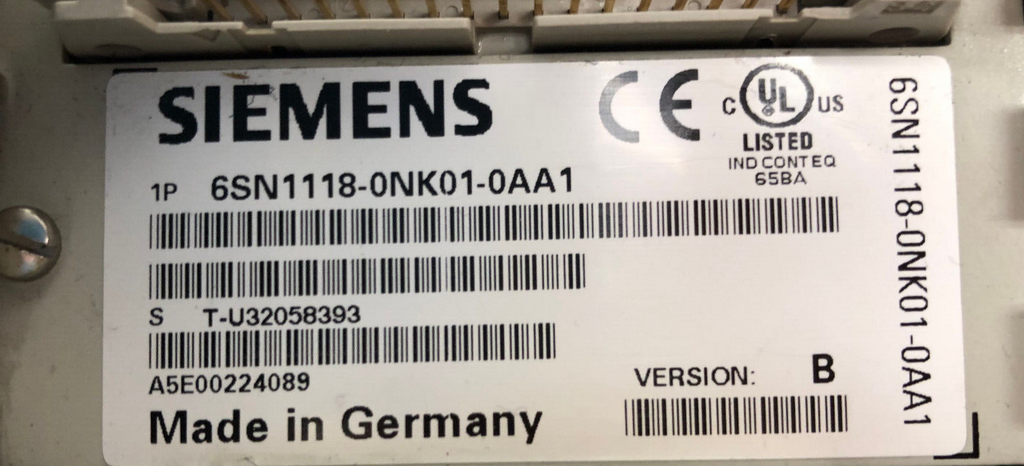 SIEMENS
CE
C UL US
LISTED
IND CONT EQ
65BA
1P 6SN1118-0NK01-0AA1
S T-U32058393
A5E00224089
VERSION: B
Made in Germany
6SN1118-0NK01-0AA1